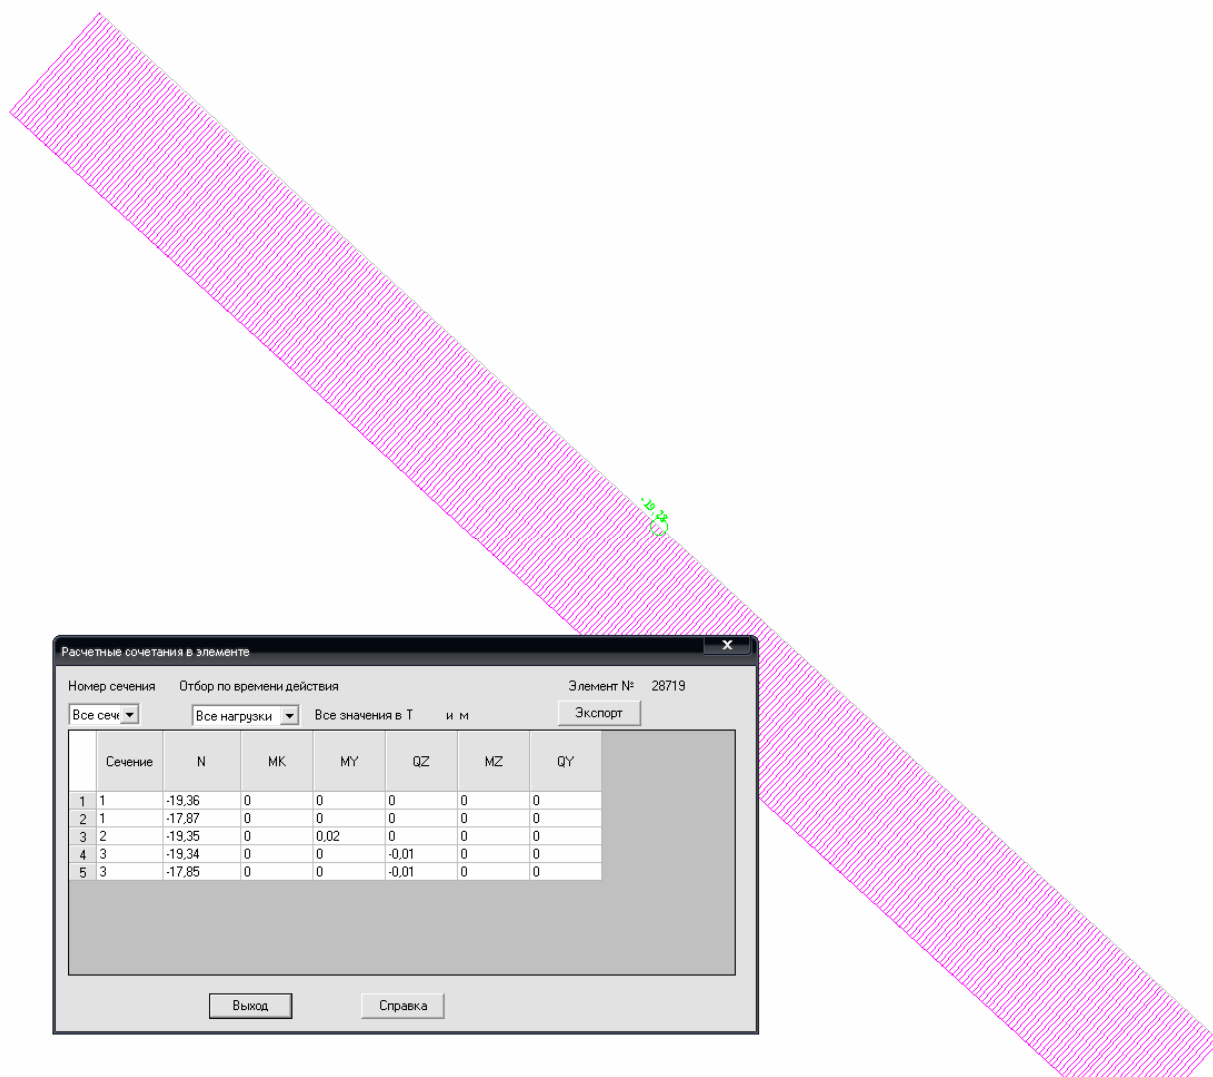 -19,28
Расчетные сочетания в элементе
x
Номер сечения Отбор по времени действия Элемент № 28719
Все сече Все нагрузки Все значения в Т и м Экспорт
Сечение N МК MY QZ MZ QY
1 1 -19,36 0 0 0 0 0
2 1 -17,87 0 0 0 0 0
3 2 -19,35 0 0,02 0 0 0
4 3 -19,34 0 0 -0,01 0 0
5 3 -17,85 0 0 -0,01 0 0
Выход Справка